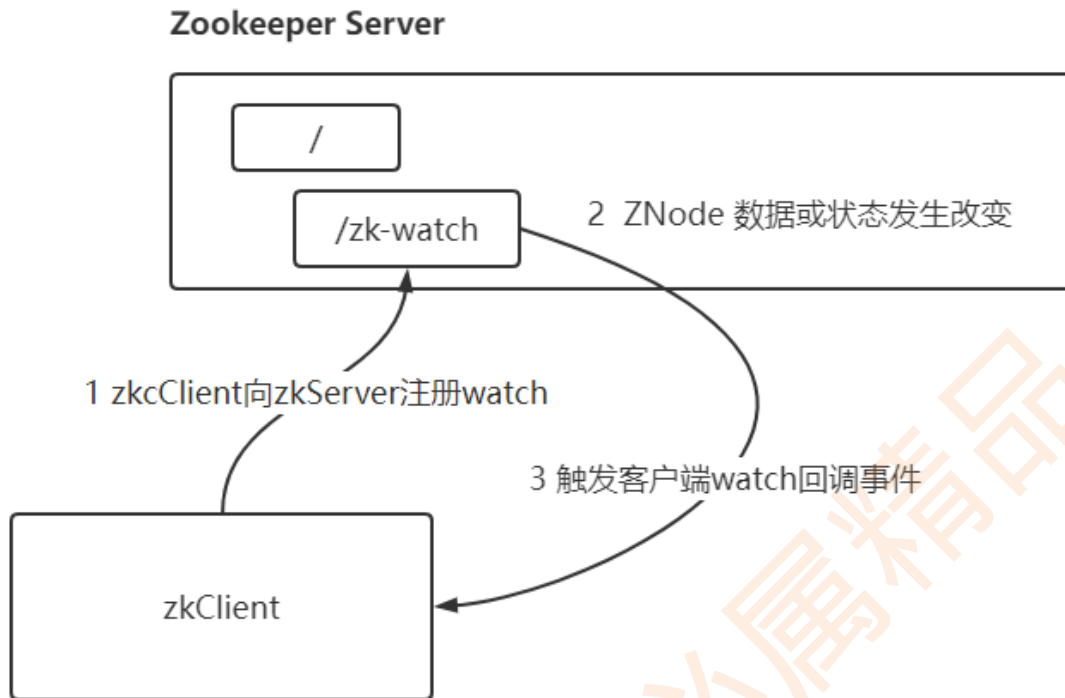 Zookeeper Server
/
/zk-watch
2 ZNode 数据或状态发生改变
1 zkcClient向zkServer注册watch
3 触发客户端watch回调事件
zkClient
属精品